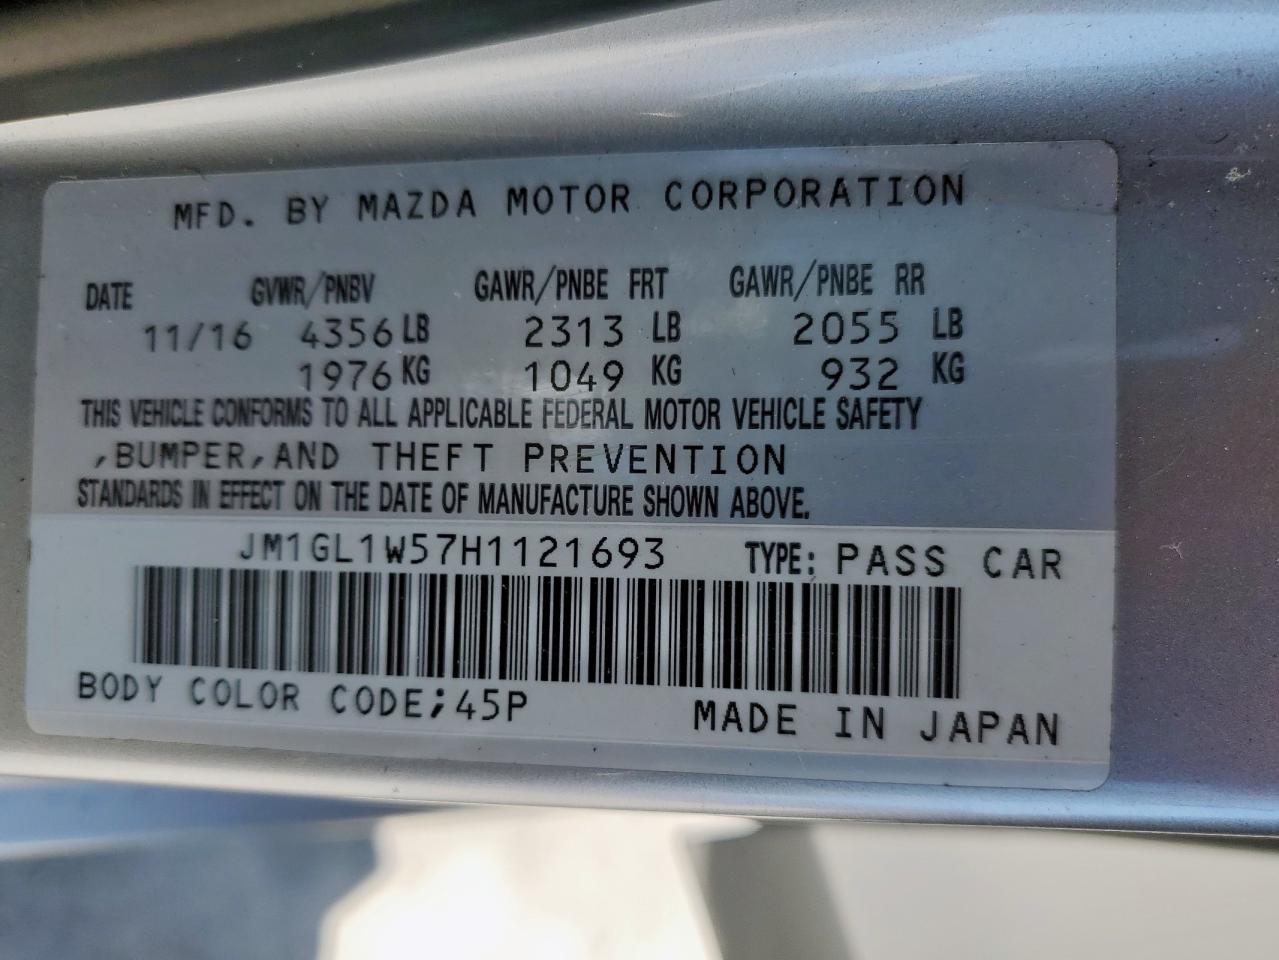 MFD. BY MAZDA MOTOR CORPORATION
DATE GVWR/PNBV GAWR/PNBE FRT GAWR/PNBE RR
11/16 4356 LB 2313 LB 2055 LB
1976 KG 1049 KG 932 KG
THIS VEHICLE CONFORMS TO ALL APPLICABLE FEDERAL MOTOR VEHICLE SAFETY
,BUMPER,AND THEFT PREVENTION
STANDARDS IN EFFECT ON THE DATE OF MANUFACTURE SHOWN ABOVE.
JM1GL1W57H1121693 TYPE: PASS CAR
BODY COLOR CODE;45P MADE IN JAPAN